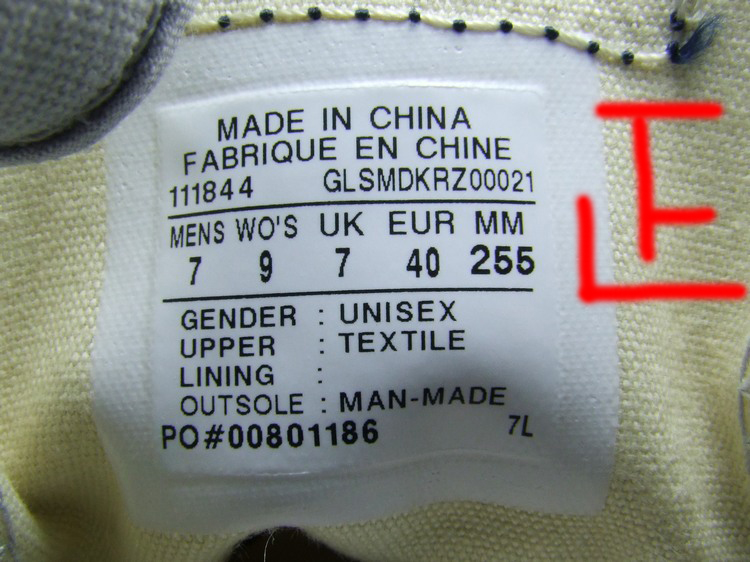 MADE IN CHINA
FABRIQUE EN CHINE
111844 GLSMDKRZ00021
MENS WO'S UK EUR MM
7 9 7 40 255
GENDER : UNISEX
UPPER : TEXTILE
LINING :
OUTSOLE : MAN-MADE
PO#00801186 7L
正